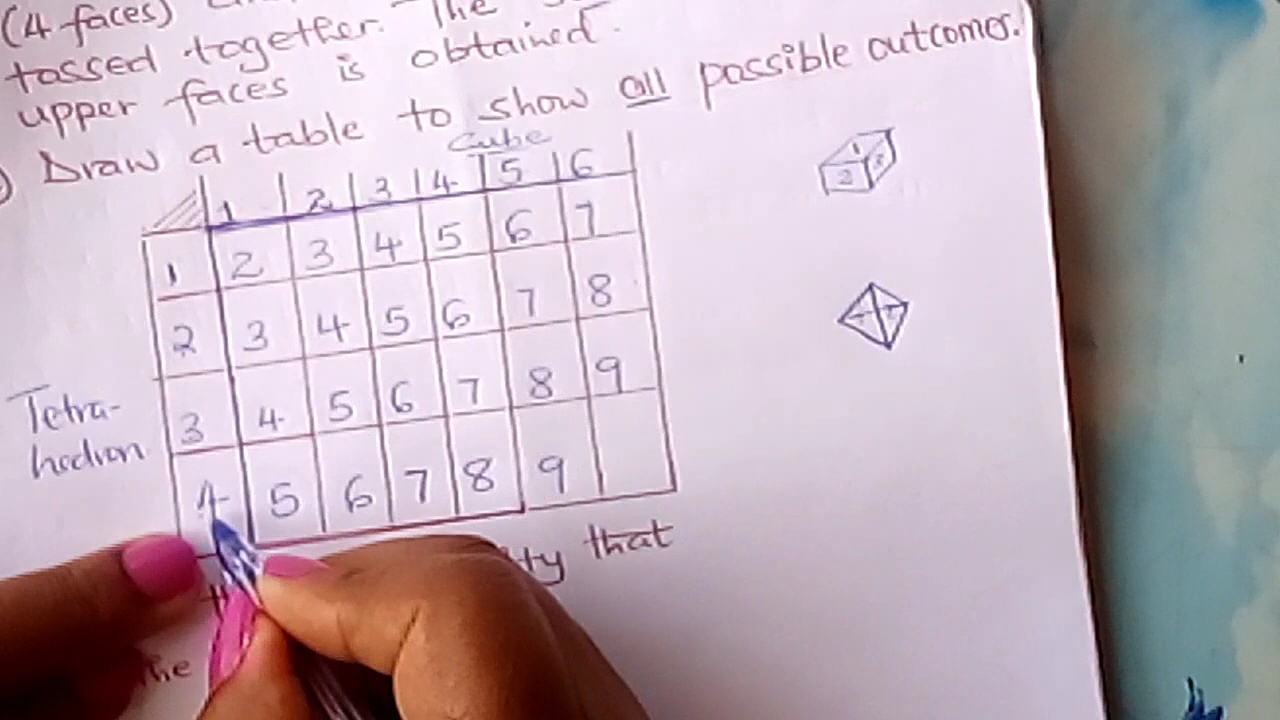 (4 faces)
tossed together. The
upper faces is obtained.
Draw a table to show all possible outcomes.
Cube
1 2 3 4 5 6
1 2 3 4 5 6 7
2 3 4 5 6 7 8
3 4 5 6 7 8 9
4 5 6 7 8 9
Tetra-
hedron
1
2
that